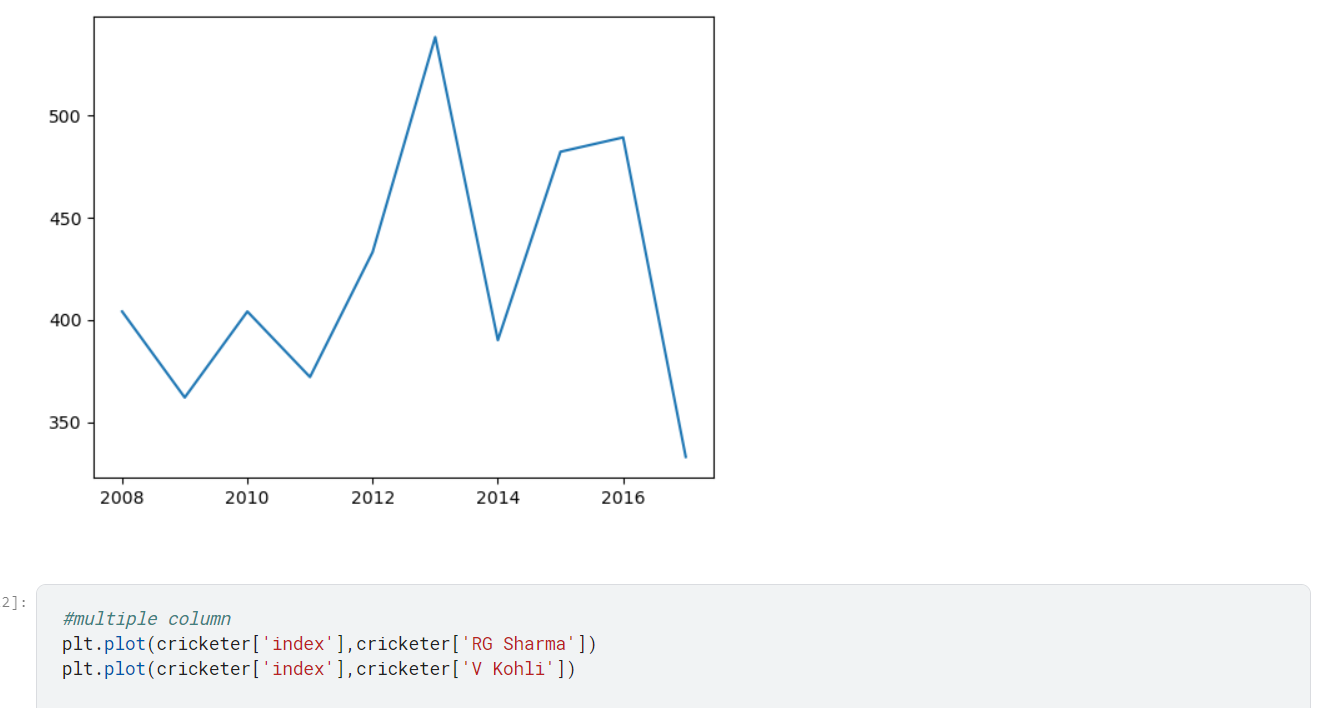 500
450
400
350
2008 2010 2012 2014 2016
2]:
#multiple column
plt.plot(cricketer['index'],cricketer['RG Sharma'])
plt.plot(cricketer['index'],cricketer['V Kohli'])